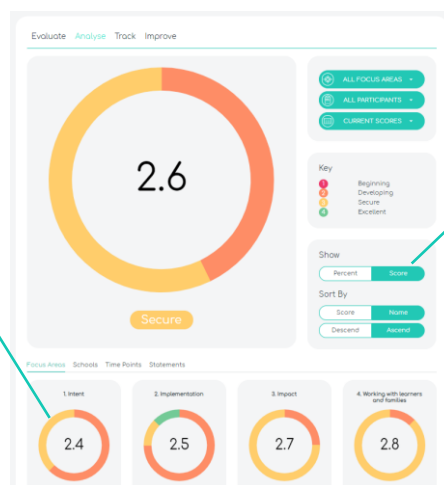 Evaluate Analyse Track Improve
2.6
Secure
ALL FOCUS AREAS
ALL PARTICIPANTS
CURRENT SCORES
Key
1 Beginning
2 Developing
3 Secure
4 Excellent
Show
Percent Score
Sort By
Score Name
Descend Ascend
Focus Areas Schools Time Points Statements
1. Intent
2.4
2. Implementation
2.5
3. Impact
2.7
4. Working with learners
and families
2.8